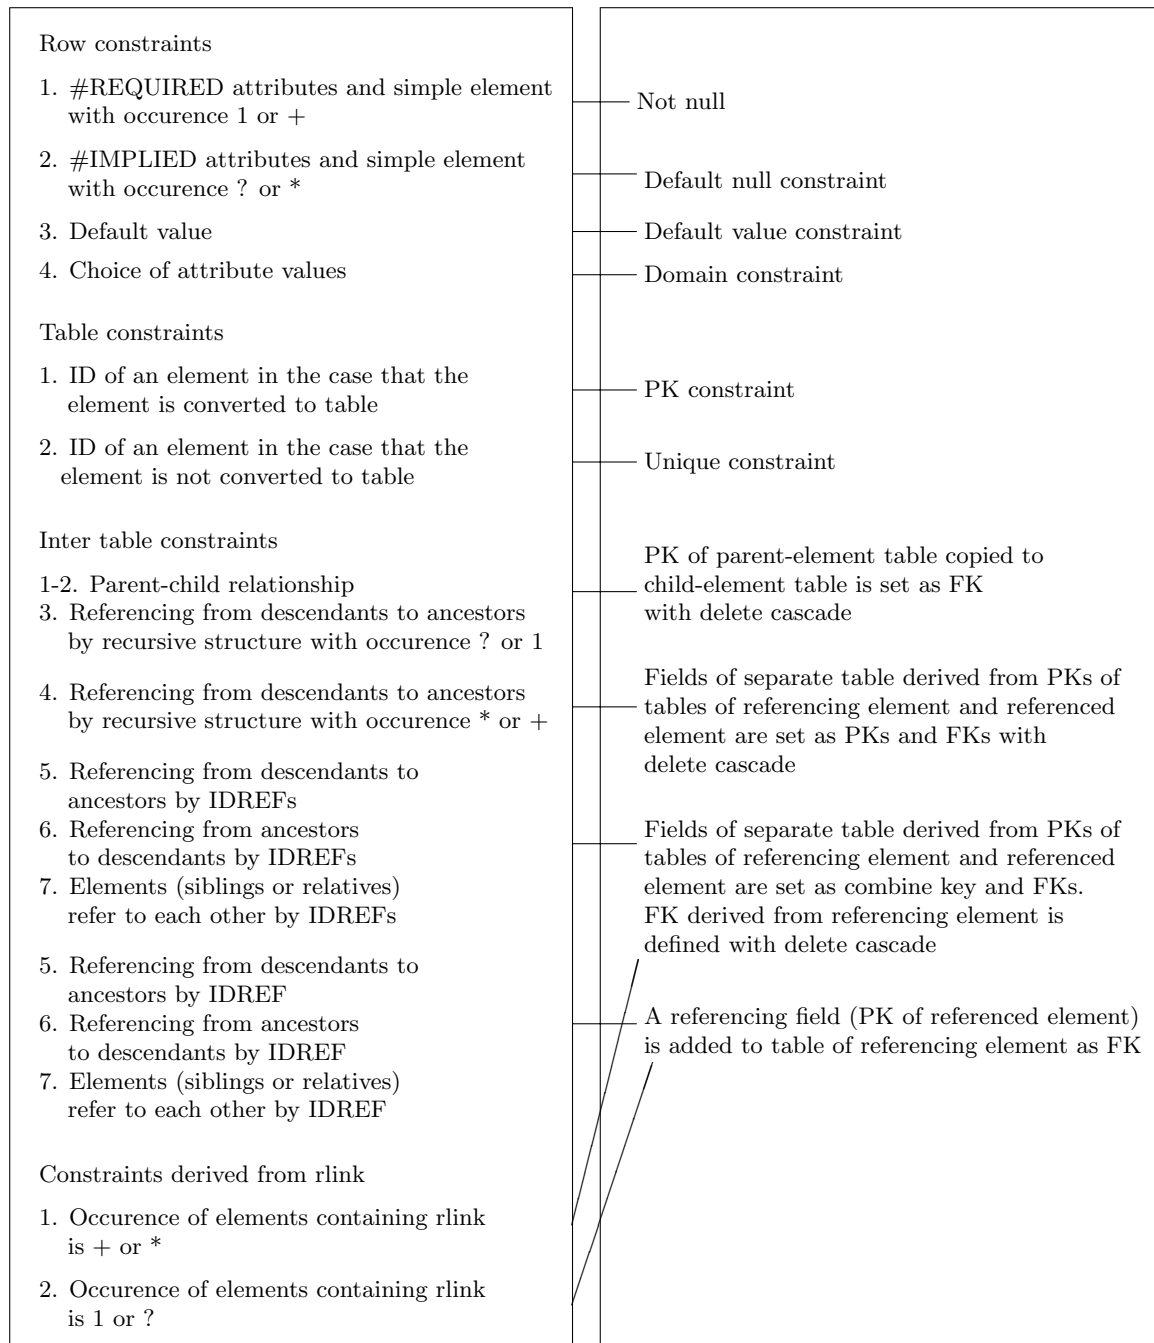 Row constraints
1. #REQUIRED attributes and simple element
with occurence 1 or +
2. #IMPLIED attributes and simple element
with occurence ? or *
3. Default value
4. Choice of attribute values
Table constraints
1. ID of an element in the case that the
element is converted to table
2. ID of an element in the case that the
element is not converted to table
Inter table constraints
1-2. Parent-child relationship
3. Referencing from descendants to ancestors
by recursive structure with occurence ? or 1
4. Referencing from descendants to ancestors
by recursive structure with occurence * or +
5. Referencing from descendants to
ancestors by IDREFs
6. Referencing from ancestors
to descendants by IDREFs
7. Elements (siblings or relatives)
refer to each other by IDREFs
5. Referencing from descendants to
ancestors by IDREF
6. Referencing from ancestors
to descendants by IDREF
7. Elements (siblings or relatives)
refer to each other by IDREF
Constraints derived from rlink
1. Occurence of elements containing rlink
is + or *
2. Occurence of elements containing rlink
is 1 or ?
Not null
Default null constraint
Default value constraint
Domain constraint
PK constraint
Unique constraint
PK of parent-element table copied to
child-element table is set as FK
with delete cascade
Fields of separate table derived from PKs of
tables of referencing element and referenced
element are set as PKs and FKs with
delete cascade
Fields of separate table derived from PKs of
tables of referencing element and referenced
element are set as combine key and FKs.
FK derived from referencing element is
defined with delete cascade
A referencing field (PK of referenced element)
is added to table of referencing element as FK